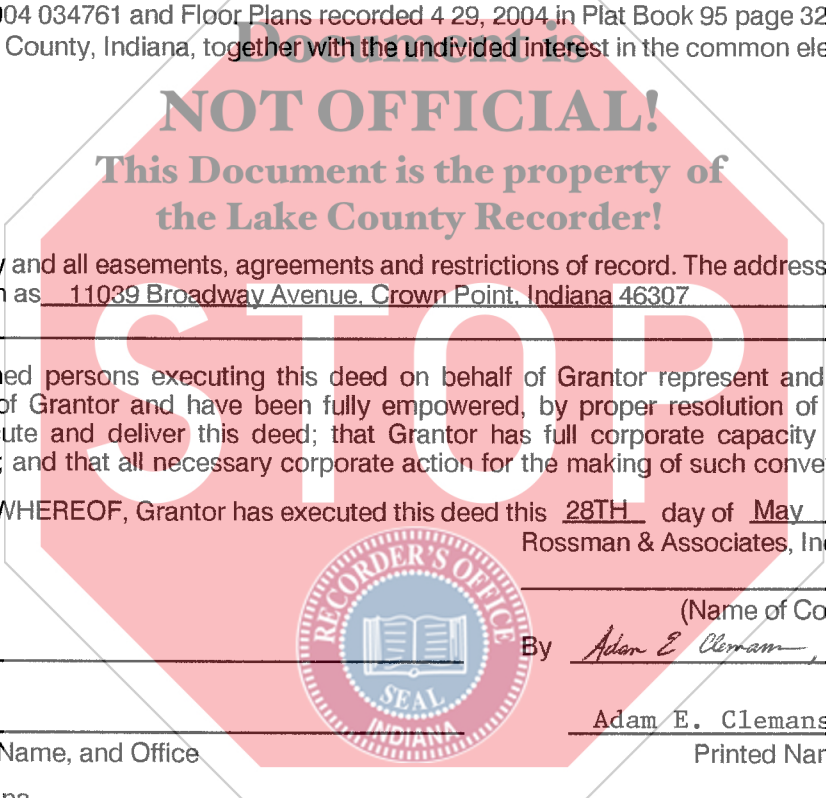 04 034761 and Floor Plans recorded 4 29, 2004 in Plat Book 95 page 32
County, Indiana, together with the undivided interest in the common ele
Document is
NOT OFFICIAL!
This Document is the property of
the Lake County Recorder!
and all easements, agreements and restrictions of record. The address
as 11039 Broadway Avenue, Crown Point, Indiana 46307
STOP
ed persons executing this deed on behalf of Grantor represent and
of Grantor and have been fully empowered, by proper resolution of
ute and deliver this deed; that Grantor has full corporate capacity
; and that all necessary corporate action for the making of such conve
WHEREOF, Grantor has executed this deed this 28TH day of May
Rossman & Associates, Inc
(Name of Co
RECORDER'S OFFICE
SEAL
INDIANA
By Adam E Clemans,
Adam E. Clemans
Name, and Office
Printed Nar